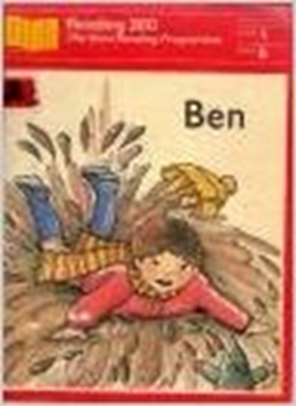 Reading 360
The Ginn Reading Programme
Ben